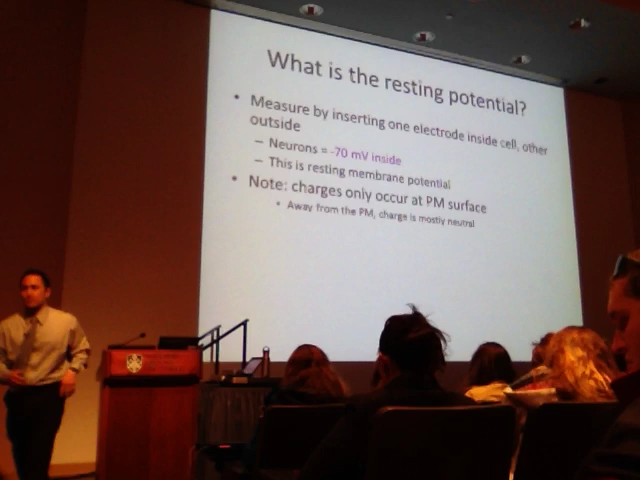 What is the resting potential?
• Measure by inserting one electrode inside cell, other
outside
– Neurons = -70 mV inside
– This is resting membrane potential
• Note: charges only occur at PM surface
• Away from the PM, charge is mostly neutral